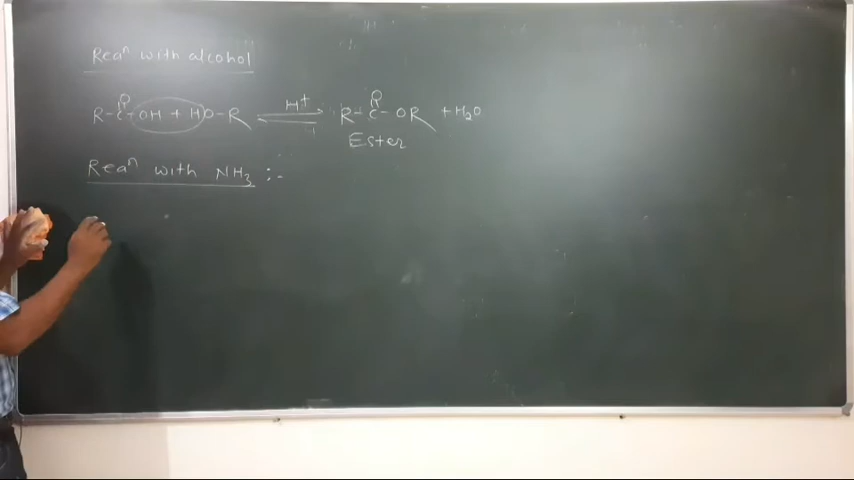 Reaⁿ with alcohol
O O
R-C-OH + HO-R ⇌ H⁺ R-C-OR + H₂O
Ester
Reaⁿ with NH₃ :-